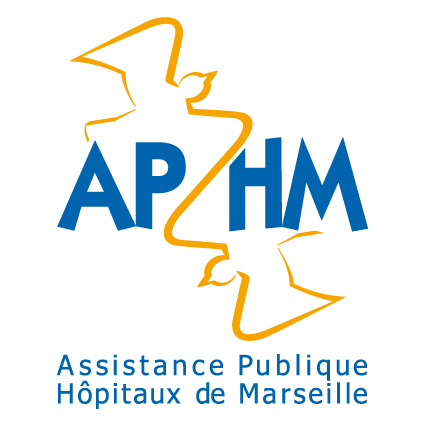 AP HM
Assistance Publique
Hôpitaux de Marseille